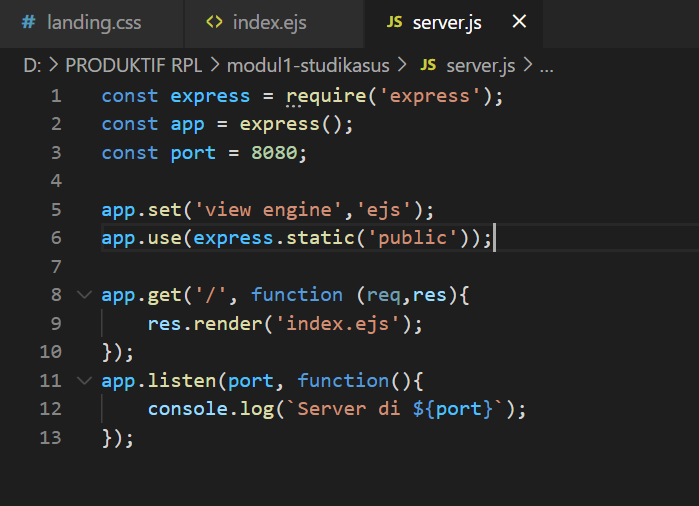 # landing.css <> index.ejs JS server.js ×
D: > PRODUKTIF RPL > modul1-studikasus > JS server.js > ...
1 const express = require('express');
2 const app = express();
3 const port = 8080;
4
5 app.set('view engine','ejs');
6 app.use(express.static('public'));
7
8 app.get('/', function (req,res){
9     res.render('index.ejs');
10 });
11 app.listen(port, function(){
12     console.log(`Server di ${port}`);
13 });